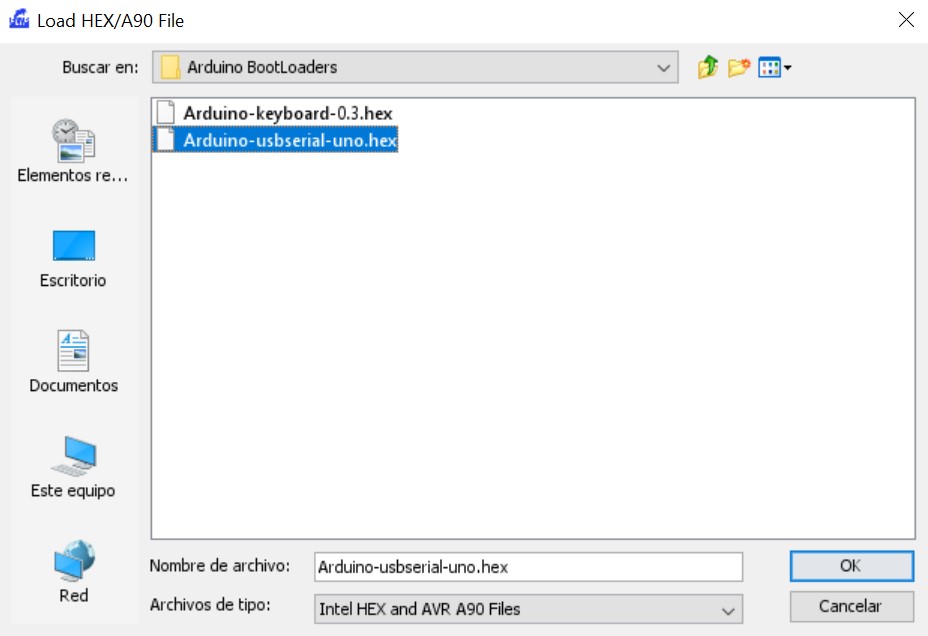 Load HEX/A90 File
Buscar en:
Arduino BootLoaders
Arduino-keyboard-0.3.hex
Arduino-usbserial-uno.hex
Elementos re...
Escritorio
Documentos
Este equipo
Red
Nombre de archivo:
Arduino-usbserial-uno.hex
OK
Archivos de tipo:
Intel HEX and AVR A90 Files
Cancelar